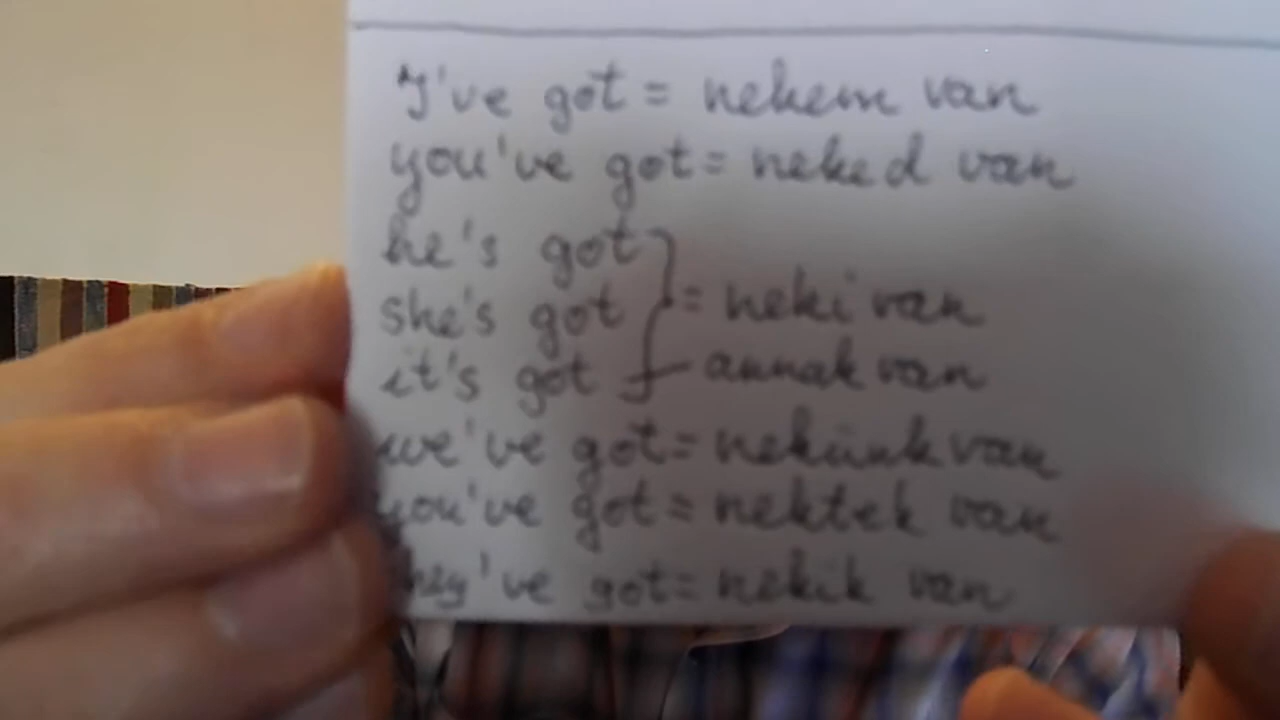 I've got = nekem van
you've got = neked van
he's got
she's got } = neki van
it's got - annak van
we've got = nekünk van
you've got = nektek van
they've got = nekik van